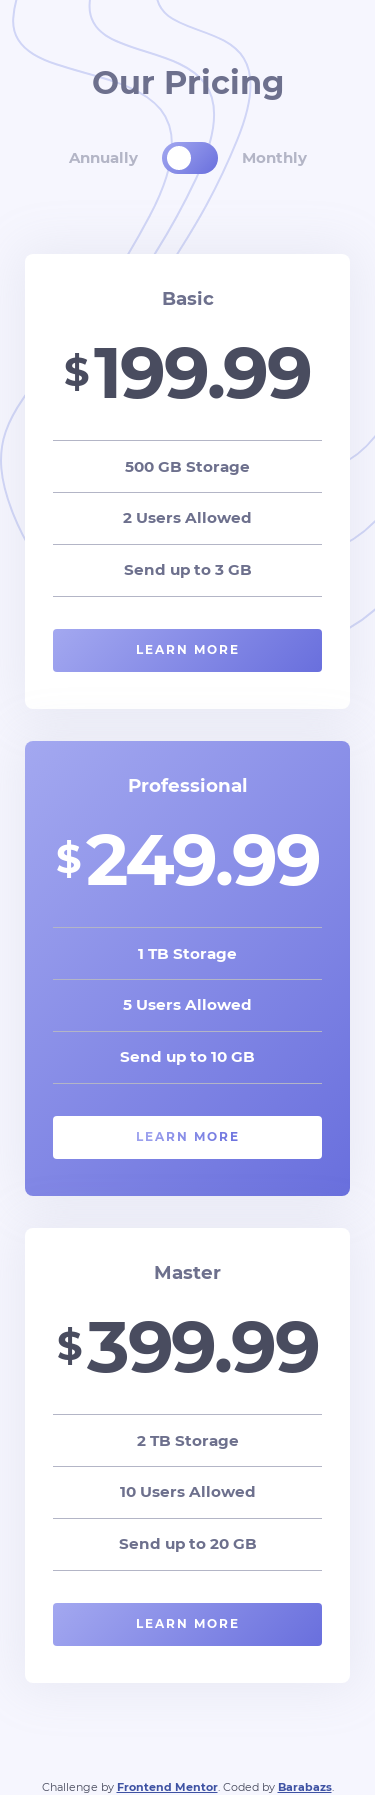 Our Pricing
Annually Monthly
Basic
$199.99
500 GB Storage
2 Users Allowed
Send up to 3 GB
LEARN MORE
Professional
$249.99
1 TB Storage
5 Users Allowed
Send up to 10 GB
LEARN MORE
Master
$399.99
2 TB Storage
10 Users Allowed
Send up to 20 GB
LEARN MORE
Challenge by Frontend Mentor. Coded by Barabazs.